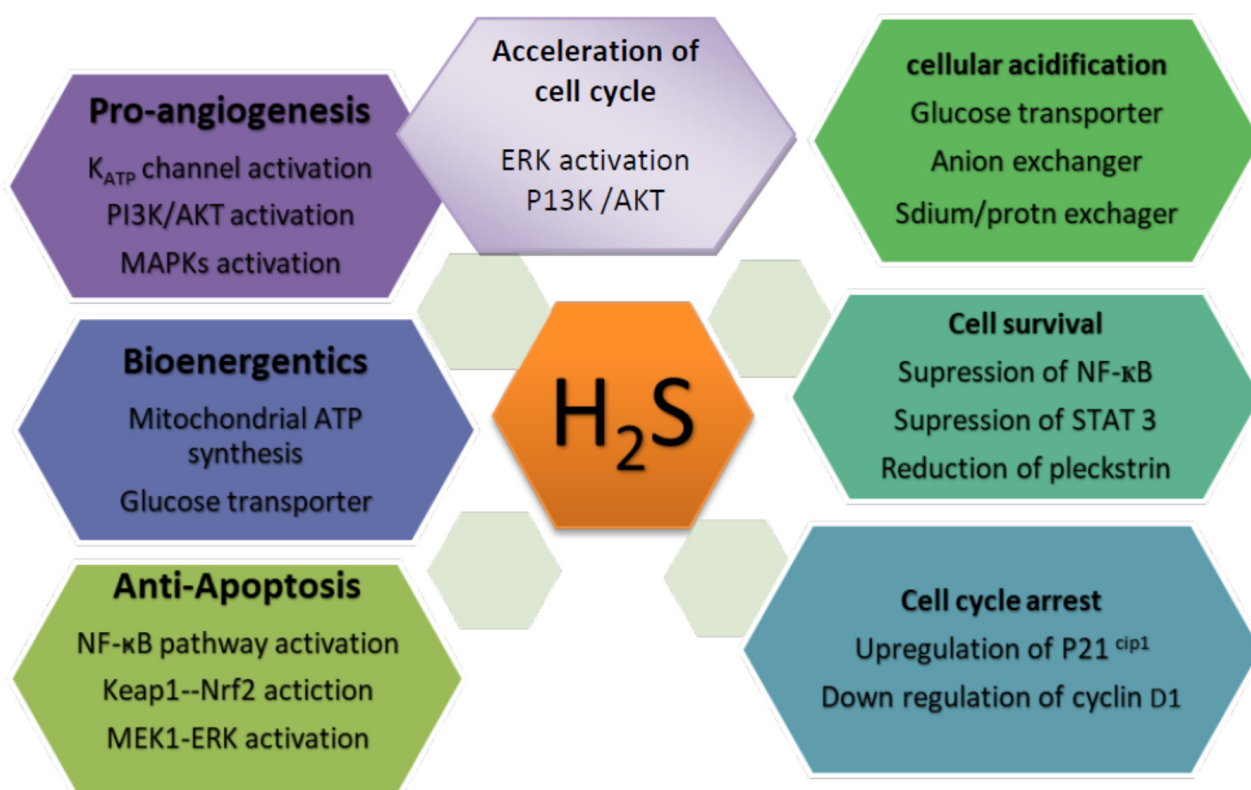 Acceleration of
cell cycle
ERK activation
P13K /AKT
Pro-angiogenesis
K_ATP channel activation
PI3K/AKT activation
MAPKs activation
cellular acidification
Glucose transporter
Anion exchanger
Sdium/protn exchager
Bioenergentics
Mitochondrial ATP
synthesis
Glucose transporter
H₂S
Cell survival
Supression of NF-κB
Supression of STAT 3
Reduction of pleckstrin
Anti-Apoptosis
NF-κB pathway activation
Keap1--Nrf2 actiction
MEK1-ERK activation
Cell cycle arrest
Upregulation of P21 cip1
Down regulation of cyclin D1